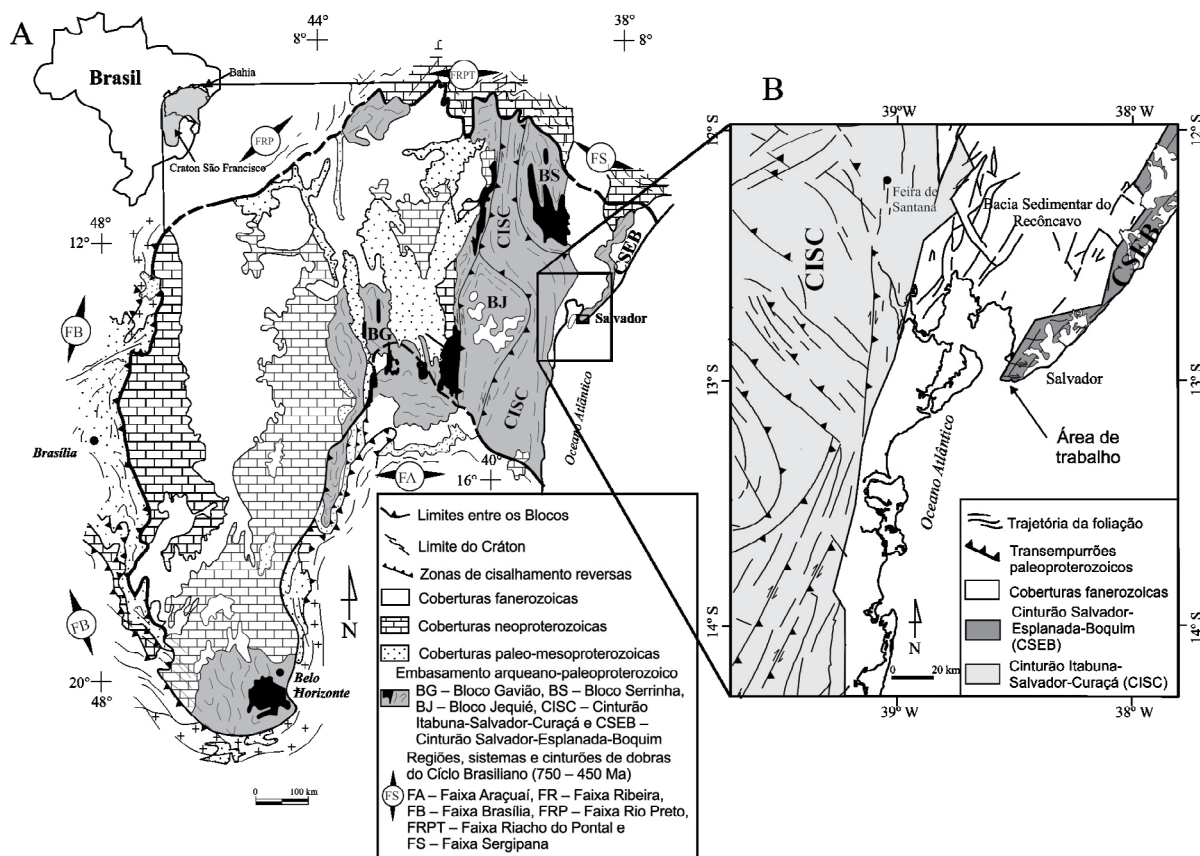 A
44
8°
38°
8°
Brasil
Bahia
Craton São Francisco
FRPT
FRP
FS
BS
CISC
CSEB
48°
12°
FB
BJ
BG
Salvador
CISC
Oceano Atlântico
Brasília
40°
16°
FA
FB
20°
48°
Belo
Horizonte
N
0 100 km
Limites entre os Blocos
Limite do Cráton
Zonas de cisalhamento reversas
Coberturas fanerozoicas
Coberturas neoproterozoicas
Coberturas paleo-mesoproterozoicas
Embasamento arqueano-paleoproterozoico
BG – Bloco Gavião, BS – Bloco Serrinha,
BJ – Bloco Jequié, CISC – Cinturão
Itabuna-Salvador-Curaçá e CSEB –
Cinturão Salvador-Esplanada-Boquim
Regiões, sistemas e cinturões de dobras
do Cíclo Brasiliano (750 – 450 Ma)
FS
FA – Faixa Araçuaí, FR – Faixa Ribeira,
FB – Faixa Brasília, FRP – Faixa Rio Preto,
FRPT – Faixa Riacho do Pontal e
FS – Faixa Sergipana
B
39°W
38°W
12°S
12°S
Feira de
Santana
Bacia Sedimentar do
Recôncavo
CISC
CSEB
13°S
13°S
Salvador
Área de
trabalho
Oceano Atlântico
14°S
14°S
N
0 20 km
Trajetória da foliação
Transempurrões
paleoproterozoicos
Coberturas fanerozoicas
Cinturão Salvador-
Esplanada-Boquim
(CSEB)
Cinturão Itabuna-
Salvador-Curaçá (CISC)
39°W
38°W